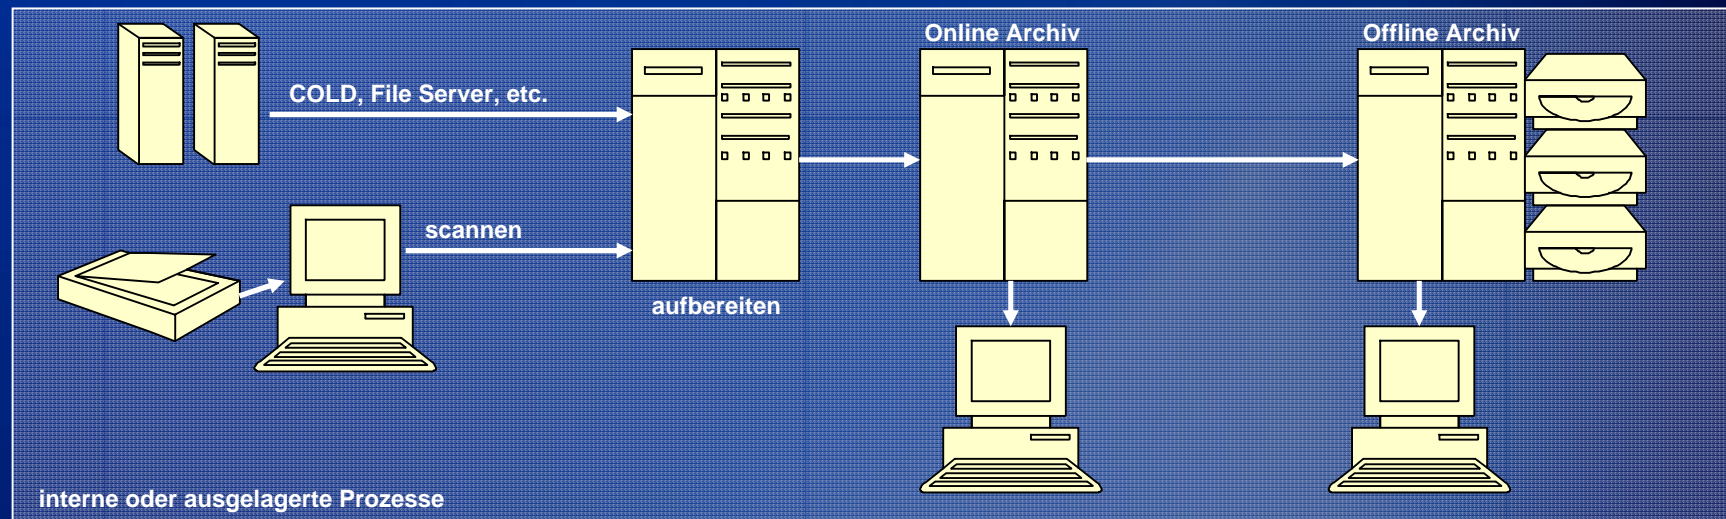 Online Archiv
Offline Archiv
COLD, File Server, etc.
scannen
aufbereiten
interne oder ausgelagerte Prozesse